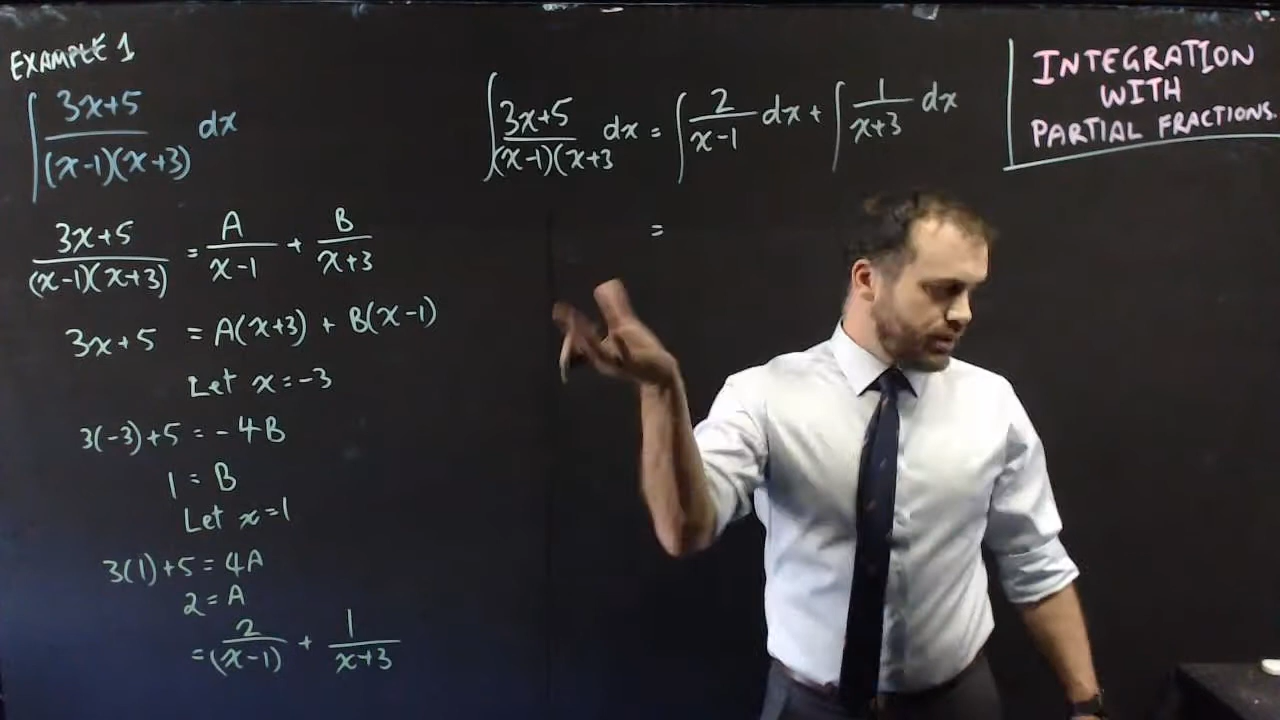 EXAMPLE 1
∫ 3x+5 / (x-1)(x+3) dx
3x+5 / (x-1)(x+3) = A / x-1 + B / x+3
3x+5 = A(x+3) + B(x-1)
Let x=-3
3(-3)+5 = -4B
1 = B
Let x=1
3(1)+5 = 4A
2 = A
= 2 / (x-1) + 1 / x+3
∫ 3x+5 / (x-1)(x+3 dx = ∫ 2 / x-1 dx + ∫ 1 / x+3 dx
=
INTEGRATION
WITH
PARTIAL FRACTIONS.